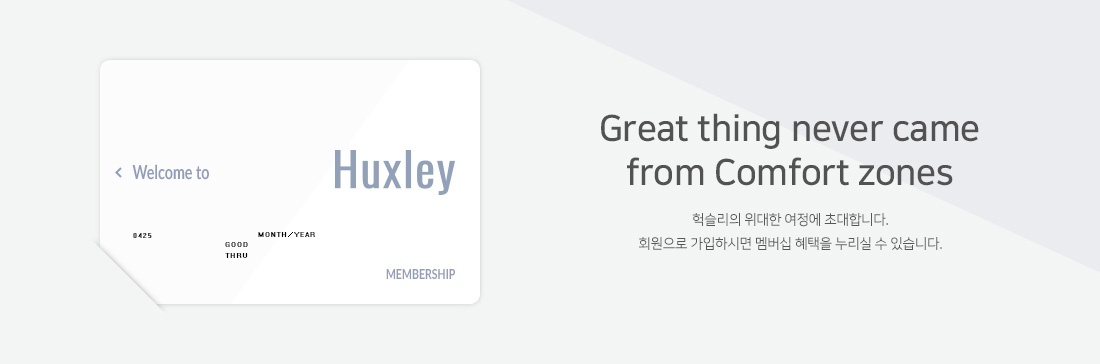 < Welcome to
Huxley
0425
MONTH/YEAR
GOOD
THRU
MEMBERSHIP
Great thing never came
from Comfort zones
헉슬리의 위대한 여정에 초대합니다.
회원으로 가입하시면 멤버십 혜택을 누리실 수 있습니다.